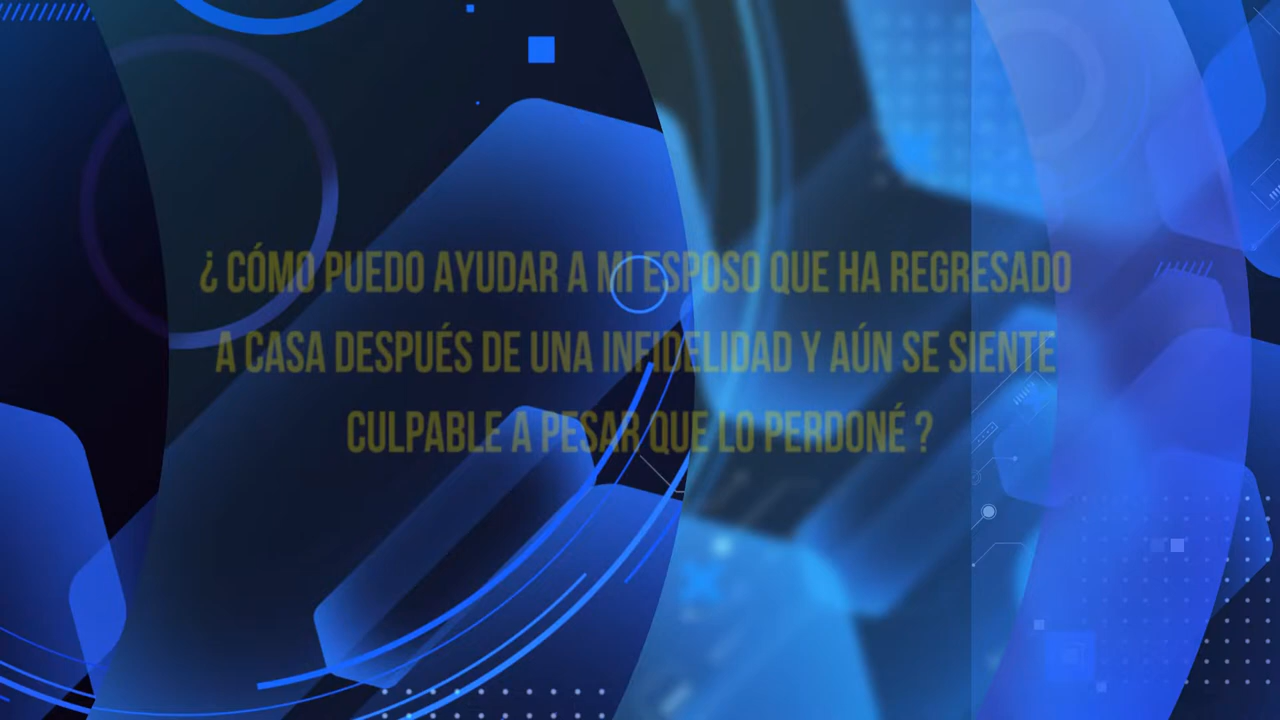 ¿ CÓMO PUEDO AYUDAR A MI ESPOSO QUE HA REGRESADO
A CASA DESPUÉS DE UNA INFIDELIDAD Y AÚN SE SIENTE
CULPABLE A PESAR QUE LO PERDONÉ ?